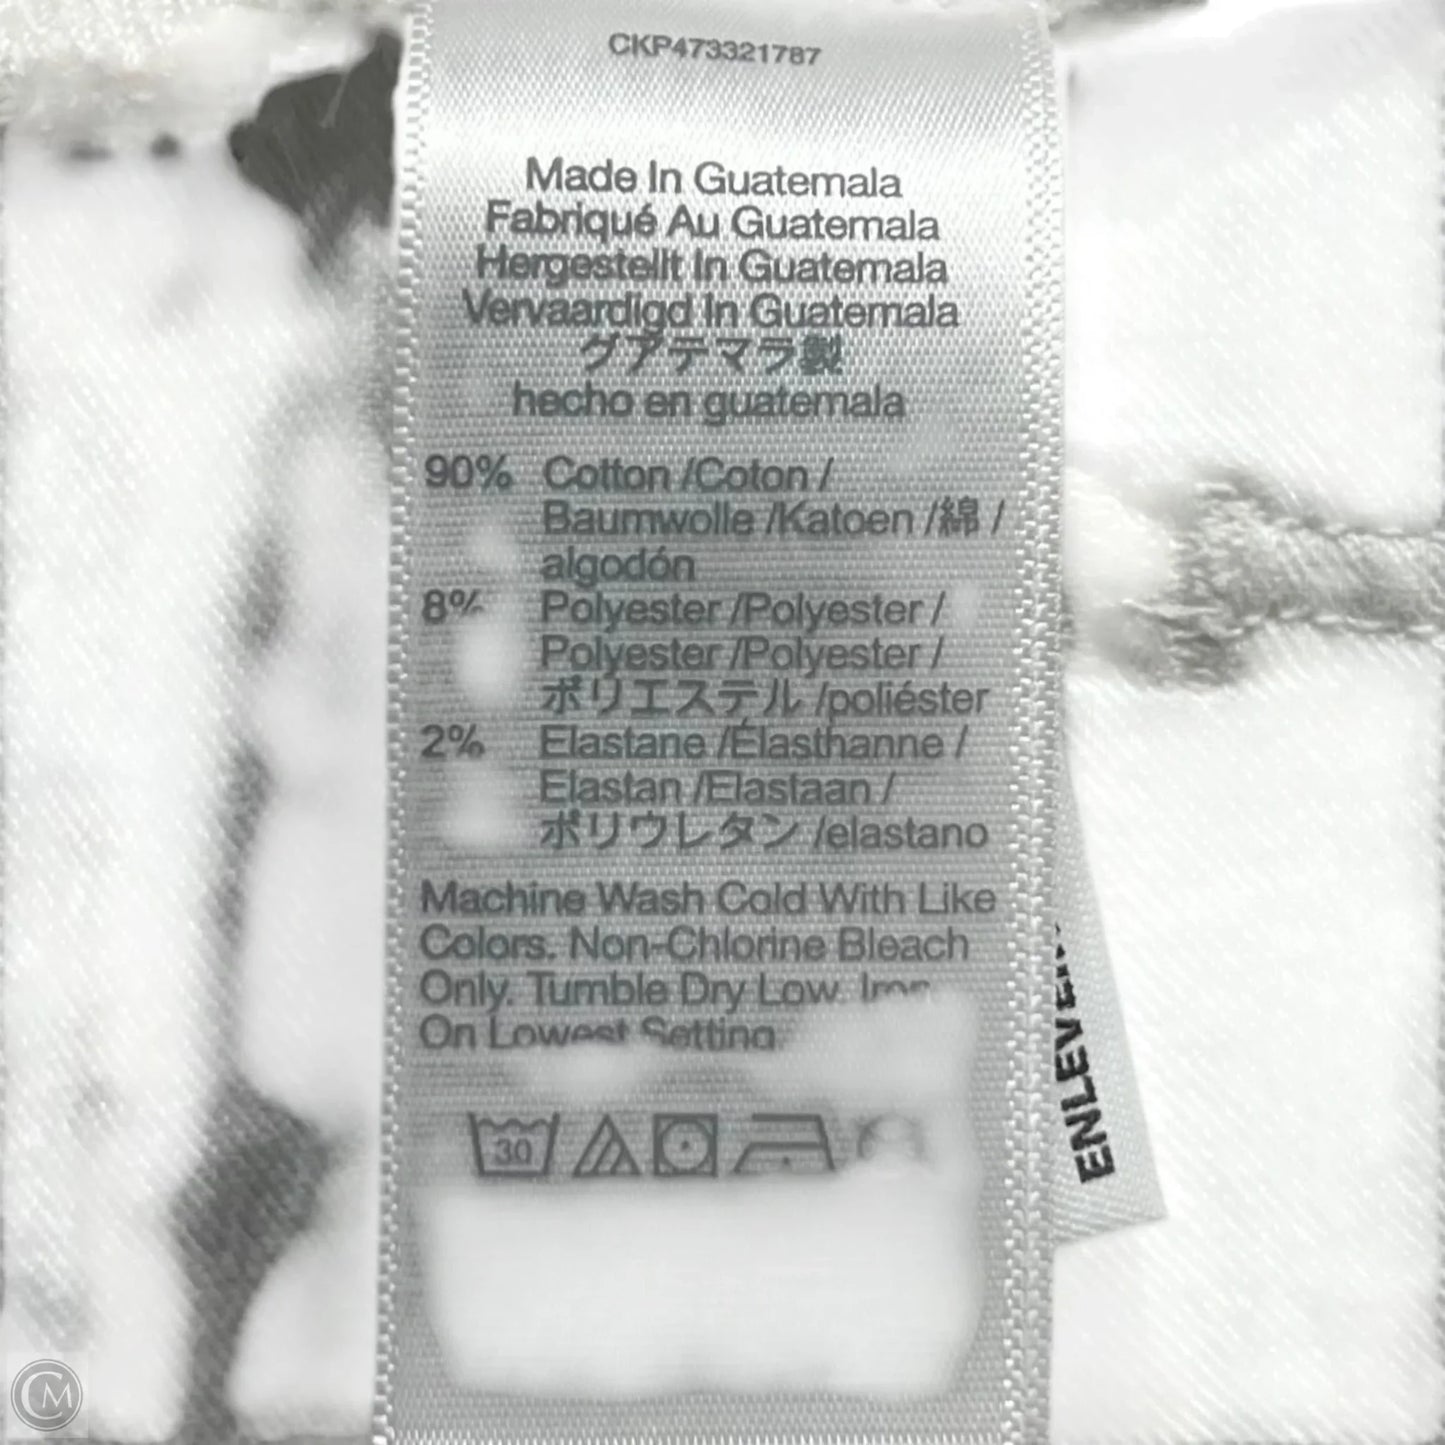 CKP473321787
Made In Guatemala
Fabriqué Au Guatemala
Hergestellt In Guatemala
Vervaardigd In Guatemala
グアテマラ製
hecho en guatemala
90% Cotton /Coton /
Baumwolle /Katoen /綿 /
algodón
8% Polyester /Polyester /
Polyester /Polyester /
ポリエステル /poliéster
2% Elastane /Élasthanne /
Elastan /Elastaan /
ポリウレタン /elastano
Machine Wash Cold With Like
Colors. Non-Chlorine Bleach
Only. Tumble Dry Low. Iron
On Lowest Setting.
30
CM